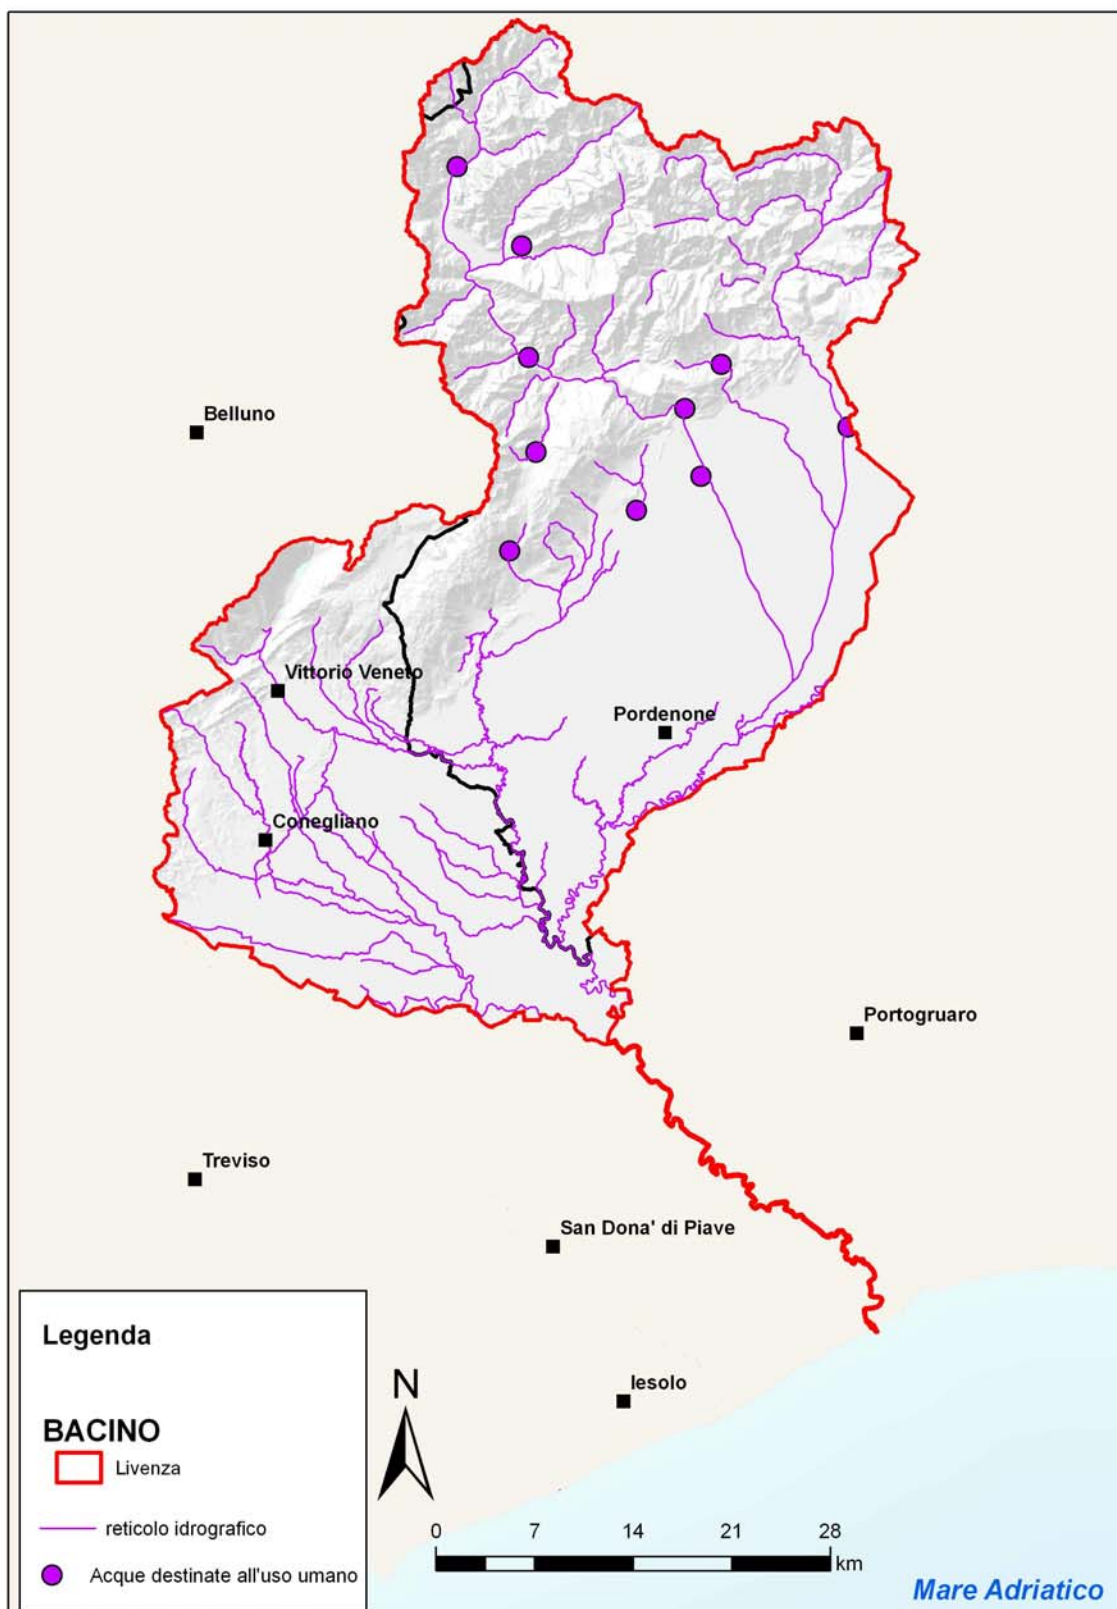 Belluno
Vittorio Veneto
Pordenone
Conegliano
Portogruaro
Treviso
San Dona' di Piave
Iesolo
Legenda
BACINO
Livenza
reticolo idrografico
Acque destinate all'uso umano
N
0 7 14 21 28
km
Mare Adriatico